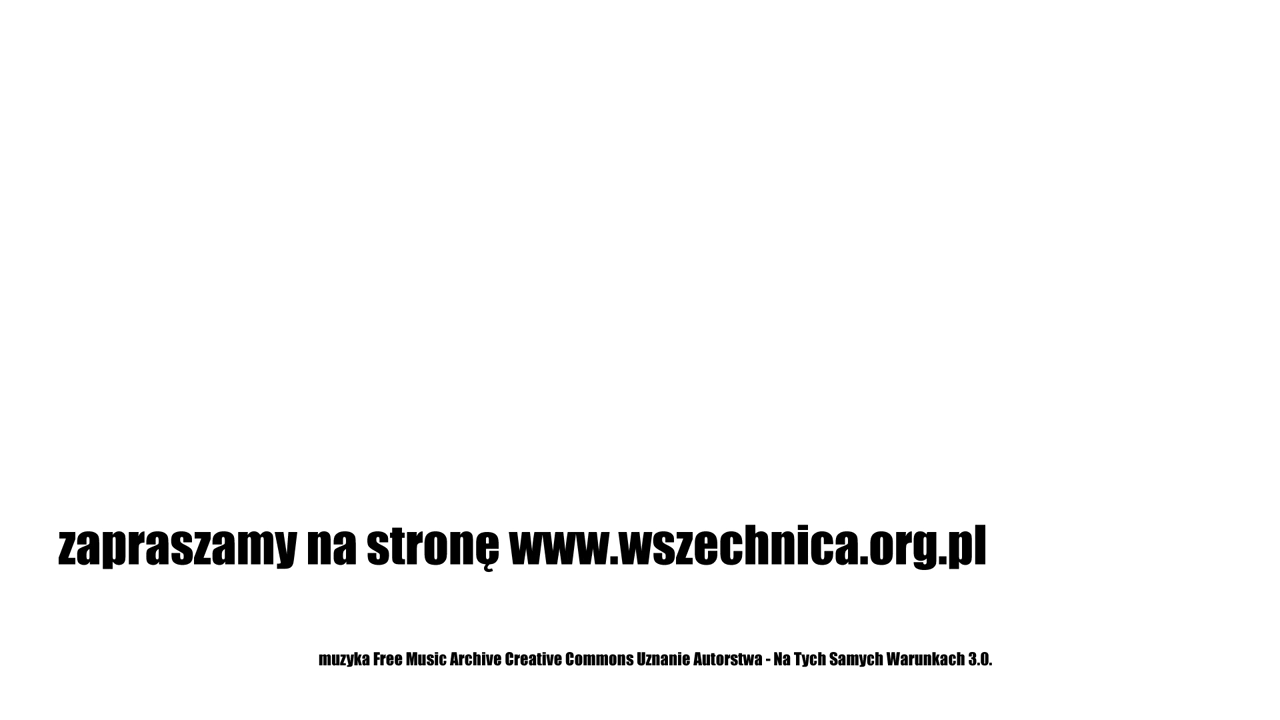 zapraszamy na stronę www.wszechnica.org.pl
muzyka Free Music Archive Creative Commons Uznanie Autorstwa - Na Tych Samych Warunkach 3.0.